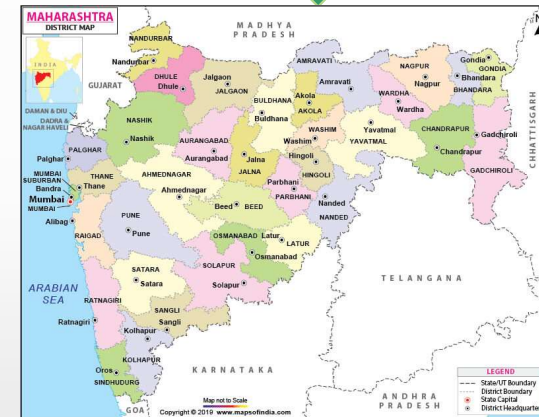 MAHARASHTRA
DISTRICT MAP
MADHYA
PRADESH
NANDURBAR
Nandurbar
INDIA
GUJARAT
DHULE
Dhule
Jalgaon
JALGAON
AMRAVATI
Amravati
NAGPUR
Nagpur
Gondia
GONDIA
Bhandara
BHANDARA
DAMAN & DIU
DADRA &
NAGAR HAVELI
NASHIK
Nashik
BULDHANA
Buldhana
Akola
AKOLA
WARDHA
Wardha
WASHIM
Washim
Yavatmal
YAVATMAL
CHANDRAPUR
Chandrapur
Gadchiroli
GADCHIROLI
CHHATTISGARH
PALGHAR
Palghar
AURANGABAD
Aurangabad
Jalna
JALNA
Hingoli
HINGOLI
MUMBAI
SUBURBAN
Bandra
Mumbai
MUMBAI
THANE
Thane
AHMEDNAGAR
Ahmednagar
Parbhani
PARBHANI
Nanded
NANDED
Beed
BEED
Alibag
RAIGAD
PUNE
Pune
OSMANABAD
Osmanabad
Latur
LATUR
ARABIAN
SEA
SATARA
Satara
SOLAPUR
Solapur
TELANGANA
RATNAGIRI
Ratnagiri
SANGLI
Sangli
Kolhapur
KOLHAPUR
Oros
SINDHUDURG
GOA
KARNATAKA
ANDHRA
PRADESH
Map not to Scale
Copyright © 2019 www.mapsofindia.com
LEGEND
State/UT Boundary
District Boundary
State Capital
District Headquarter